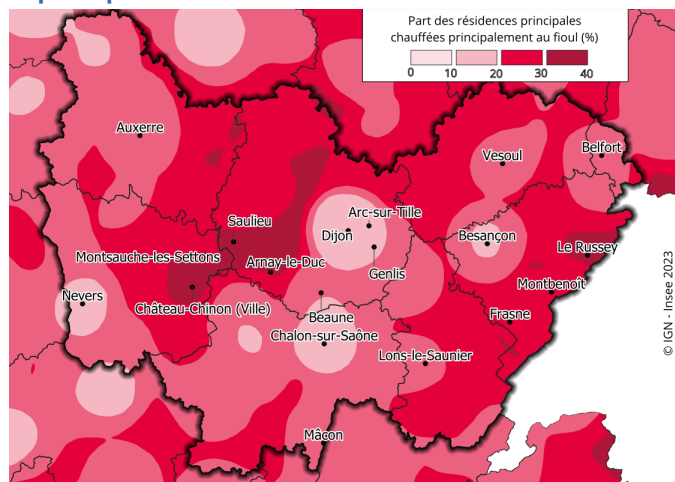 Part des résidences principales
chauffées principalement au fioul (%)
0 10 20 30 40
Auxerre
Vesoul
Belfort
Saulieu
Arc-sur-Tille
Dijon
Besançon
Montsauche-les-Settons
Arnay-le-Duc
Genlis
Le Russey
Nevers
Château-Chinon (Ville)
Montbenoît
Beaune
Frasne
Chalon-sur-Saône
Lons-le-Saunier
Mâcon
© IGN - Insee 2023